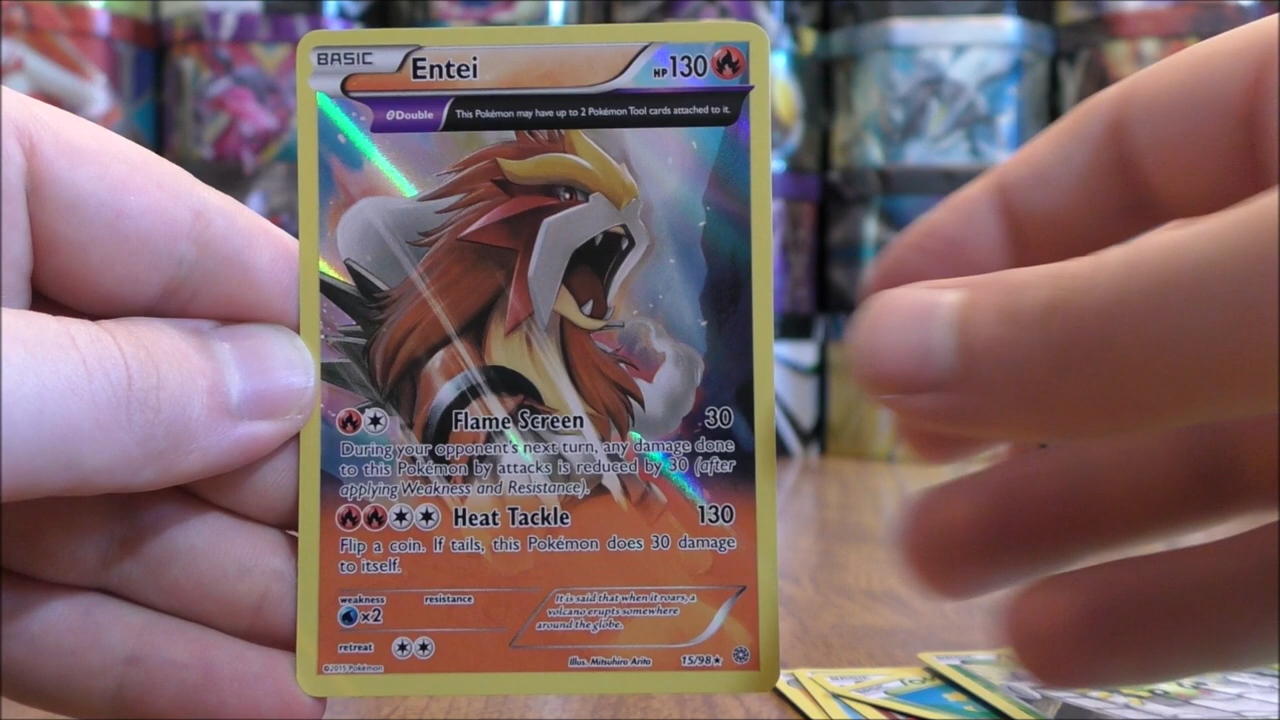 BASIC Entei HP 130
θDouble This Pokémon may have up to 2 Pokémon Tool cards attached to it.
Flame Screen 30
During your opponent's next turn, any damage done
to this Pokémon by attacks is reduced by 30 (after
applying Weakness and Resistance).
Heat Tackle 130
Flip a coin. If tails, this Pokémon does 30 damage
to itself.
weakness resistance
×2
It is said that when it roars, a
volcano erupts somewhere
around the globe.
retreat
©2015 Pokémon Illus. Mitsuhiro Arita 15/98★
BASIC